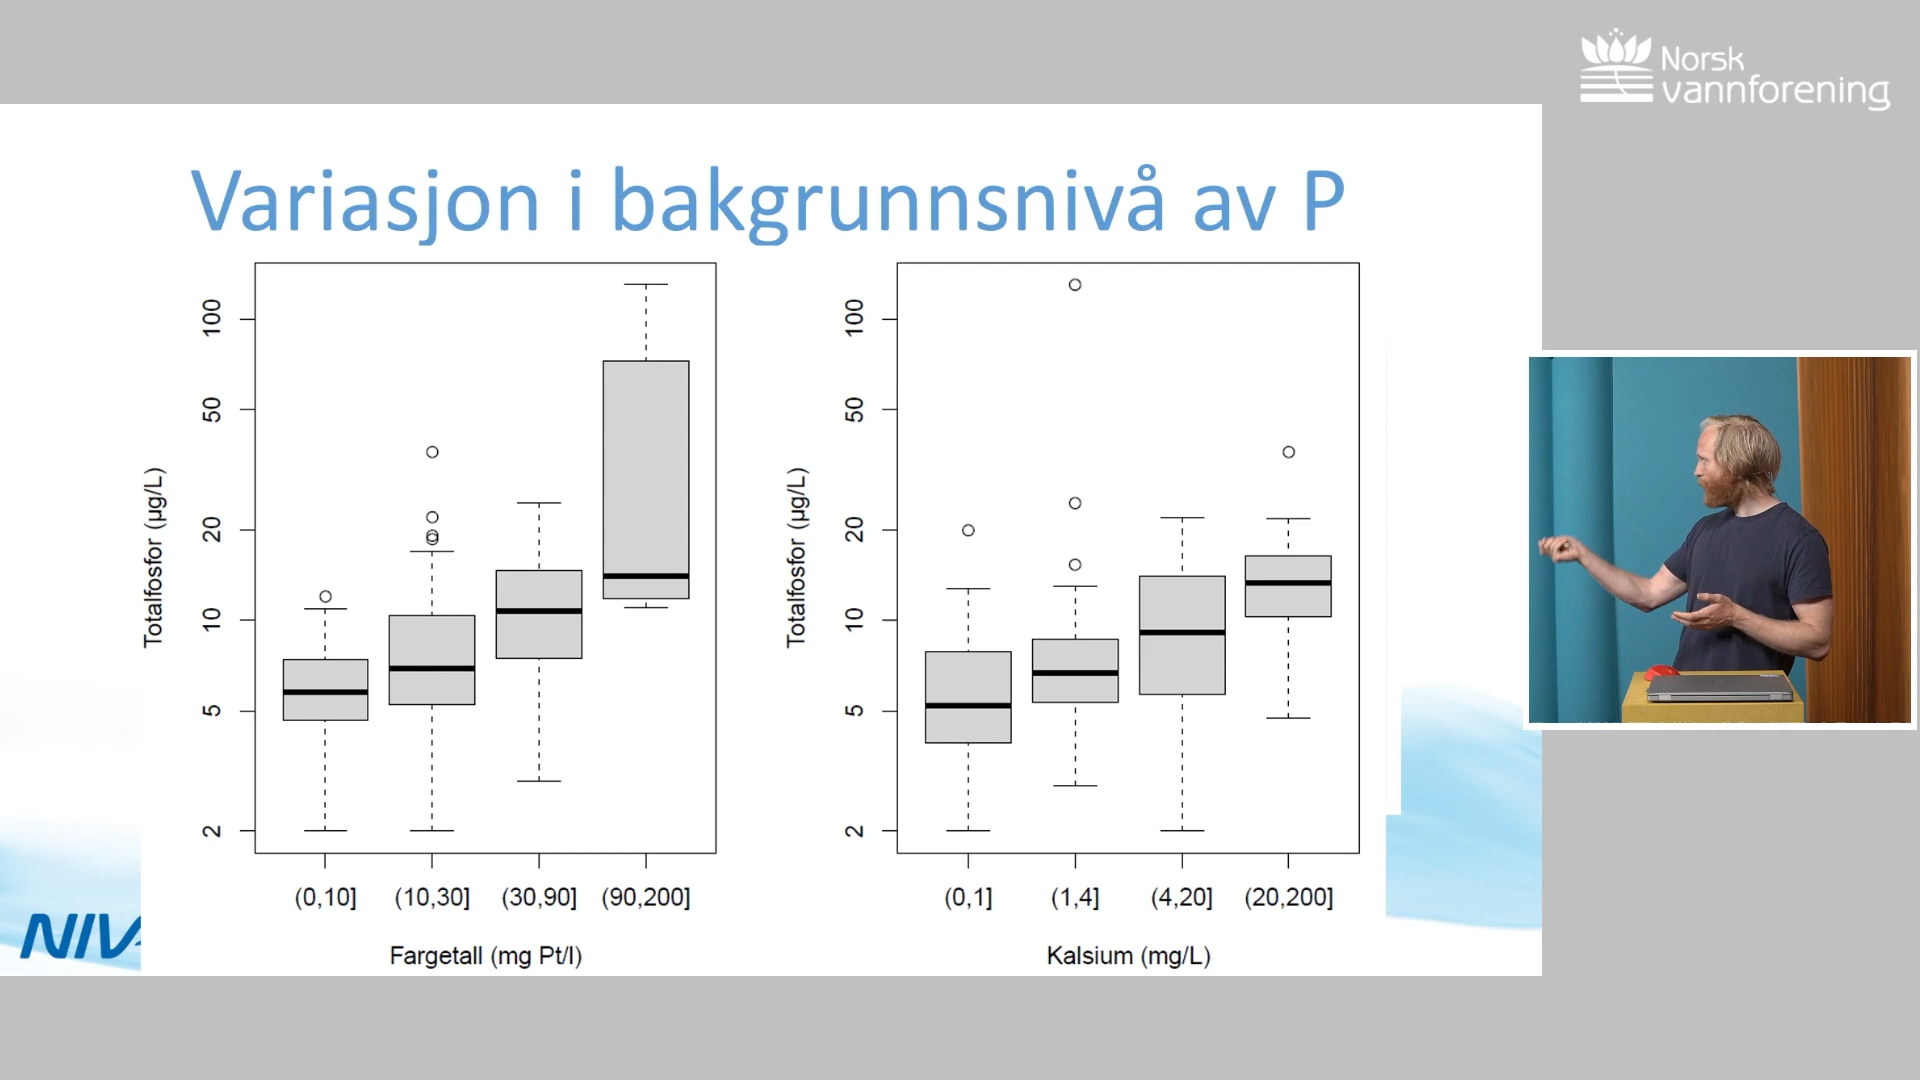 Norsk
vannforening
Variasjon i bakgrunnsnivå av P
Totalfosfor (µg/L)
100
50
20
10
5
2
(0,10] (10,30] (30,90] (90,200]
Fargetall (mg Pt/l)
Totalfosfor (µg/L)
100
50
20
10
5
2
(0,1] (1,4] (4,20] (20,200]
Kalsium (mg/L)
NIVA